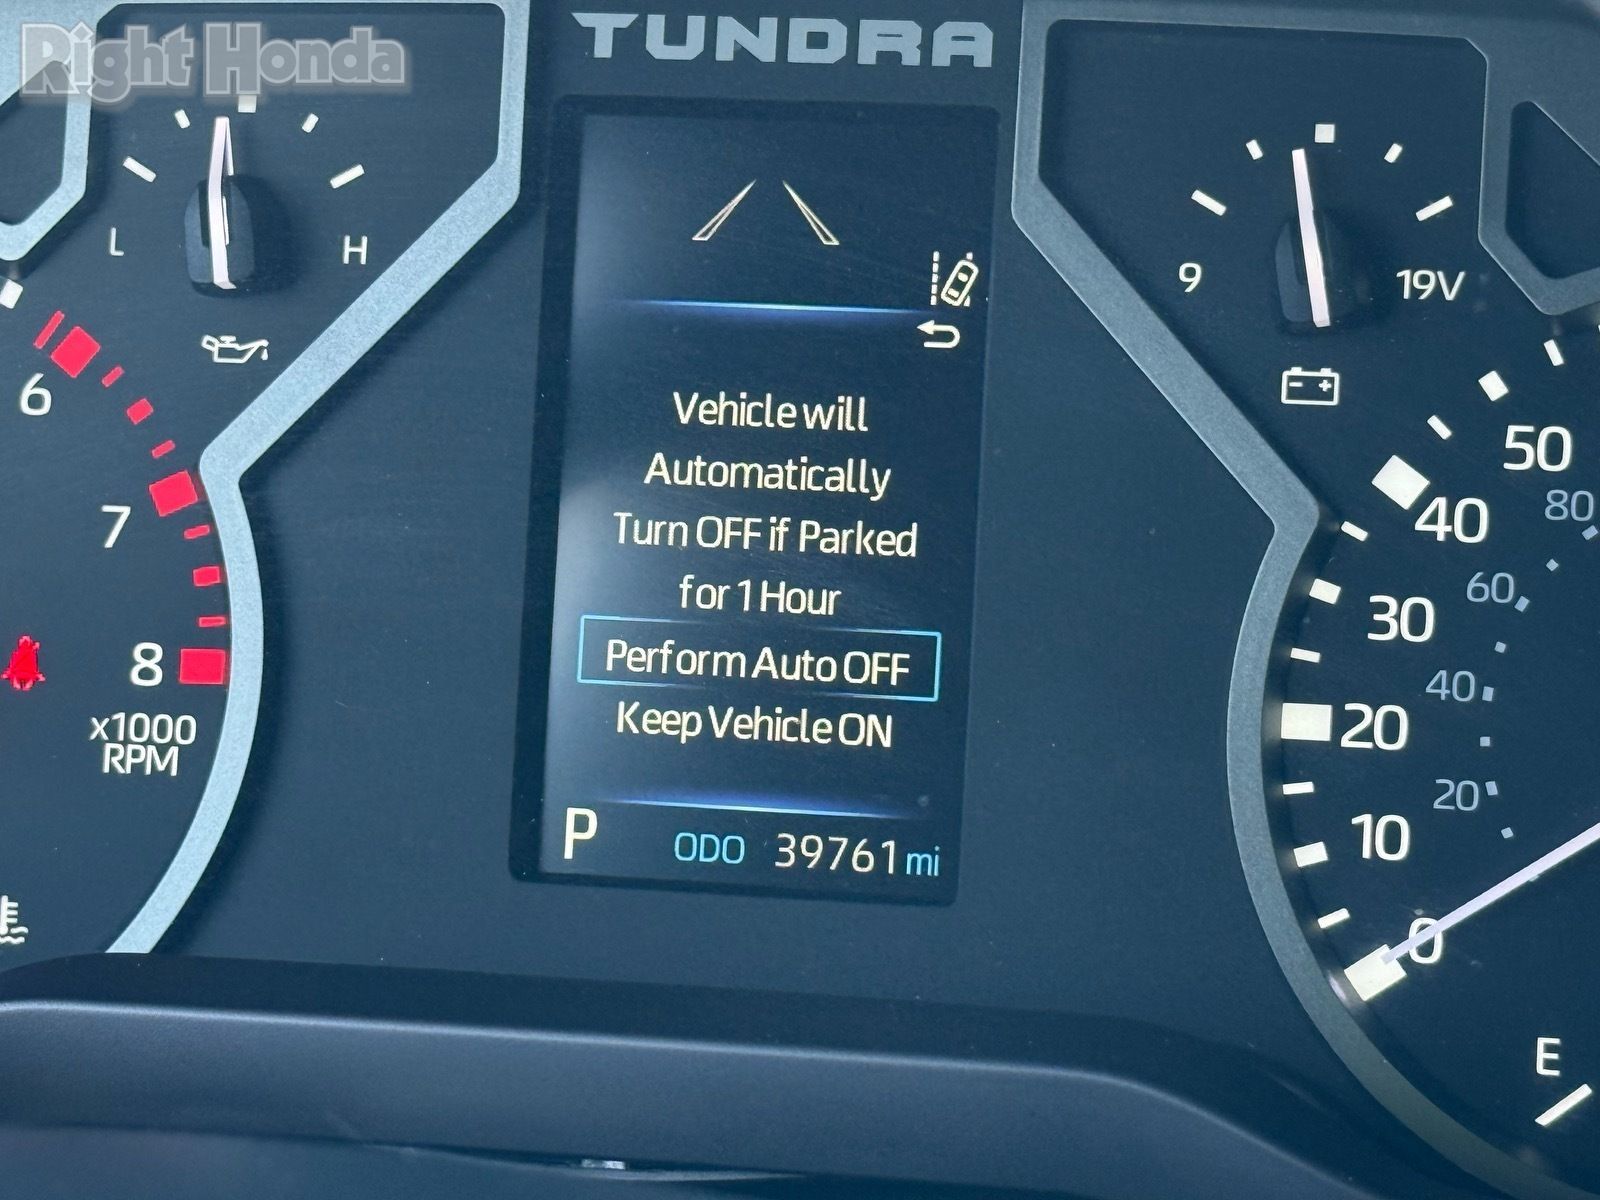 Right Honda
TUNDRA
L
H
9
19V
6
7
8
x1000
RPM
Vehicle will
Automatically
Turn OFF if Parked
for 1 Hour
Perform Auto OFF
Keep Vehicle ON
P ODO 39761 mi
50
80
40
60
30
40
20
20
10
0
E